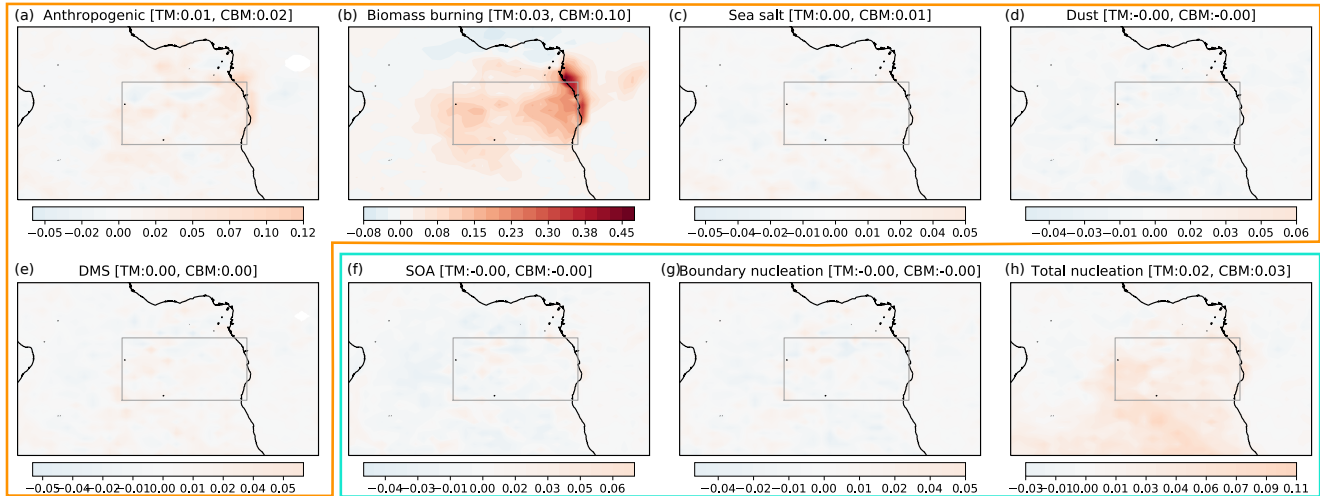 (a) Anthropogenic [TM:0.01, CBM:0.02]
(b) Biomass burning [TM:0.03, CBM:0.10]
(c) Sea salt [TM:0.00, CBM:0.01]
(d) Dust [TM:-0.00, CBM:-0.00]
−0.05 −0.02 0.00 0.02 0.05 0.07 0.10 0.12
−0.08 0.00 0.08 0.15 0.23 0.30 0.38 0.45
−0.05−0.04−0.02−0.01 0.00 0.01 0.02 0.04 0.05
−0.04−0.03−0.01 0.00 0.01 0.03 0.04 0.05 0.06
(e) DMS [TM:0.00, CBM:0.00]
(f) SOA [TM:-0.00, CBM:-0.00]
(g) Boundary nucleation [TM:-0.00, CBM:-0.00]
(h) Total nucleation [TM:0.02, CBM:0.03]
−0.05−0.04−0.02−0.01 0.00 0.01 0.02 0.04 0.05
−0.04 −0.02 0.00 0.02 0.03 0.05 0.07
−0.04 −0.02−0.01 0.00 0.01 0.02 0.04 0.05
−0.03−0.01 0.00 0.01 0.03 0.04 0.06 0.07 0.09 0.11